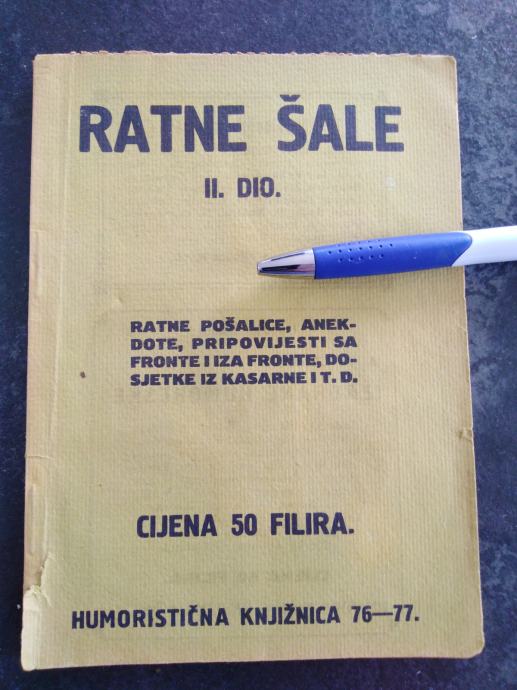 RATNE ŠALE
II. DIO.
RATNE POŠALICE, ANEK-
DOTE, PRIPOVIJESTI SA
FRONTE I IZA FRONTE, DO-
SJETKE IZ KASARNE I T. D.
CIJENA 50 FILIRA.
HUMORISTIČNA KNJIŽNICA 76—77.